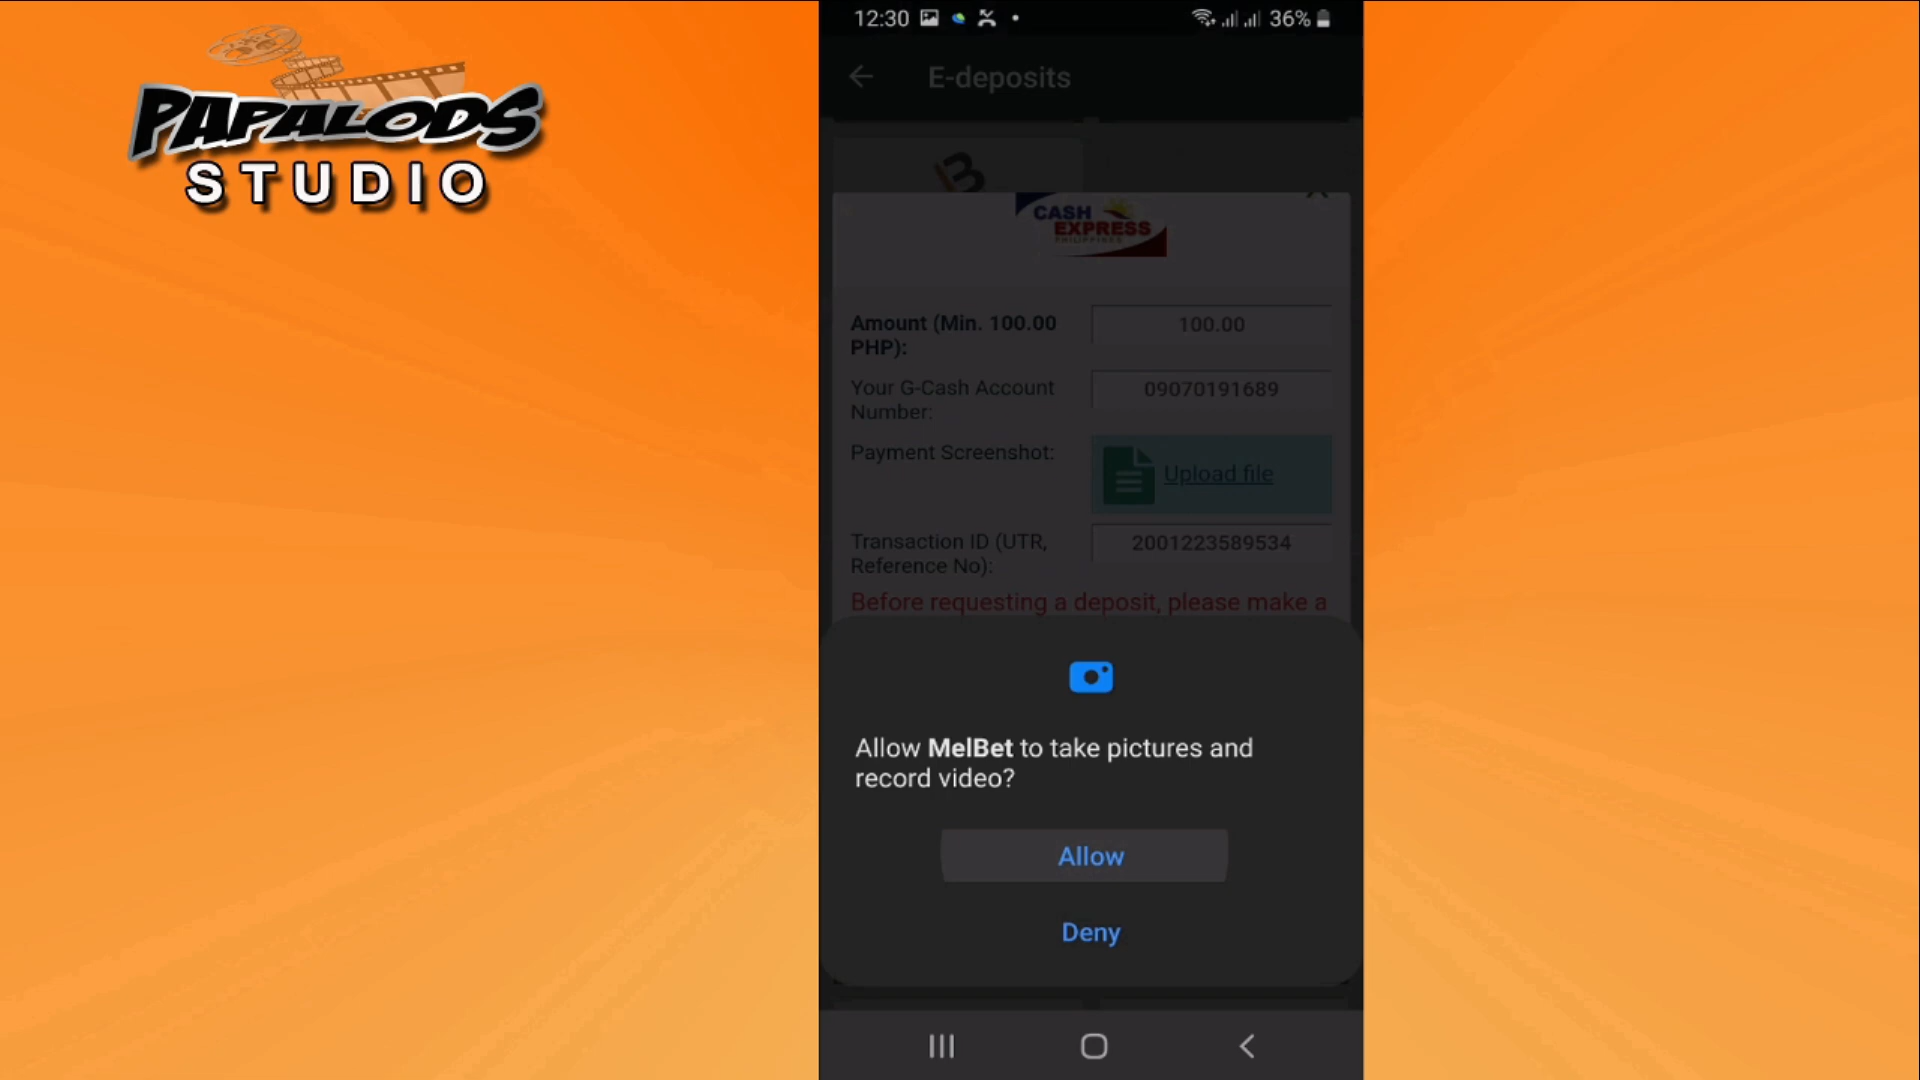 PAPALODS
STUDIO
12:30
36%
E-deposits
CASH
EXPRESS
PHILIPPINES
Amount (Min. 100.00
PHP):
100.00
Your G-Cash Account
Number:
09070191689
Payment Screenshot:
Upload file
Transaction ID (UTR,
Reference No):
2001223589534
Before requesting a deposit, please make a
Allow MelBet to take pictures and
record video?
Allow
Deny